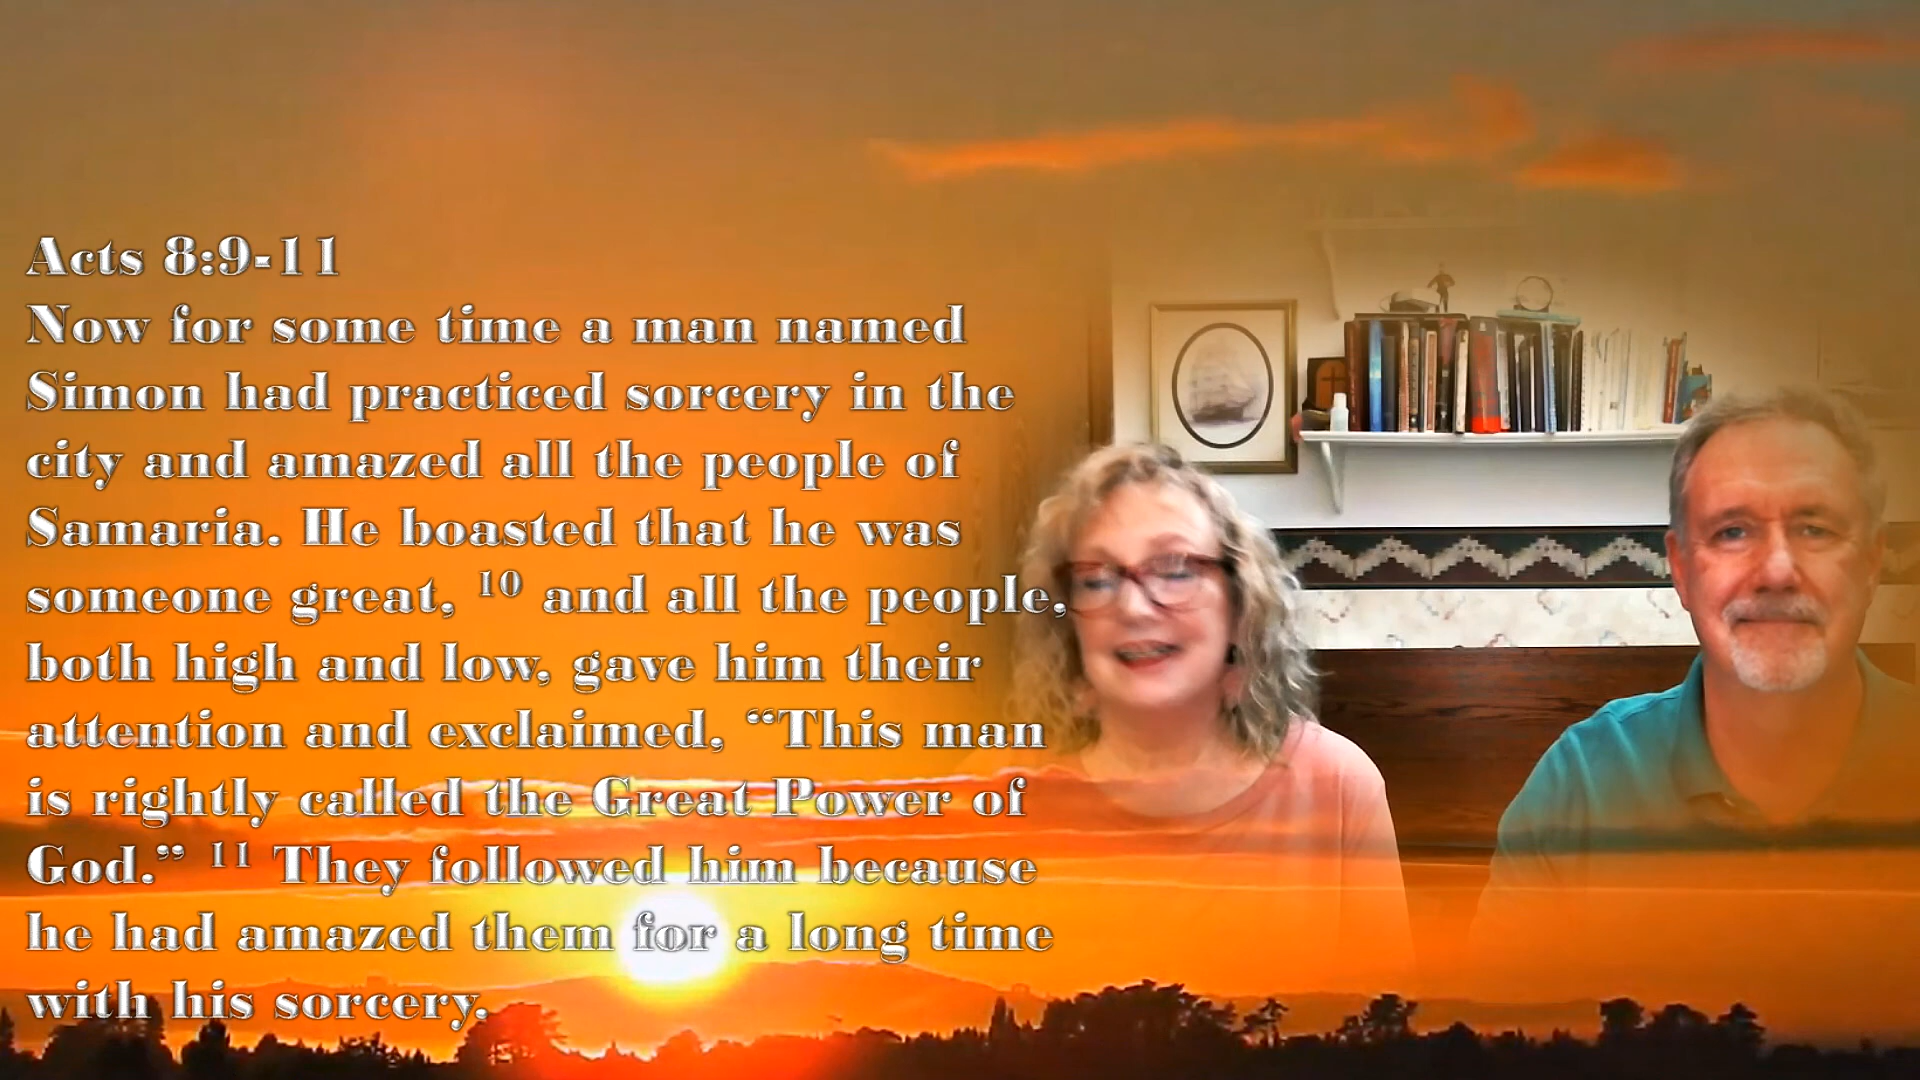 Acts 8:9-11
Now for some time a man named
Simon had practiced sorcery in the
city and amazed all the people of
Samaria. He boasted that he was
someone great, ¹⁰ and all the people,
both high and low, gave him their
attention and exclaimed, “This man
is rightly called the Great Power of
God.” ¹¹ They followed him because
he had amazed them for a long time
with his sorcery.